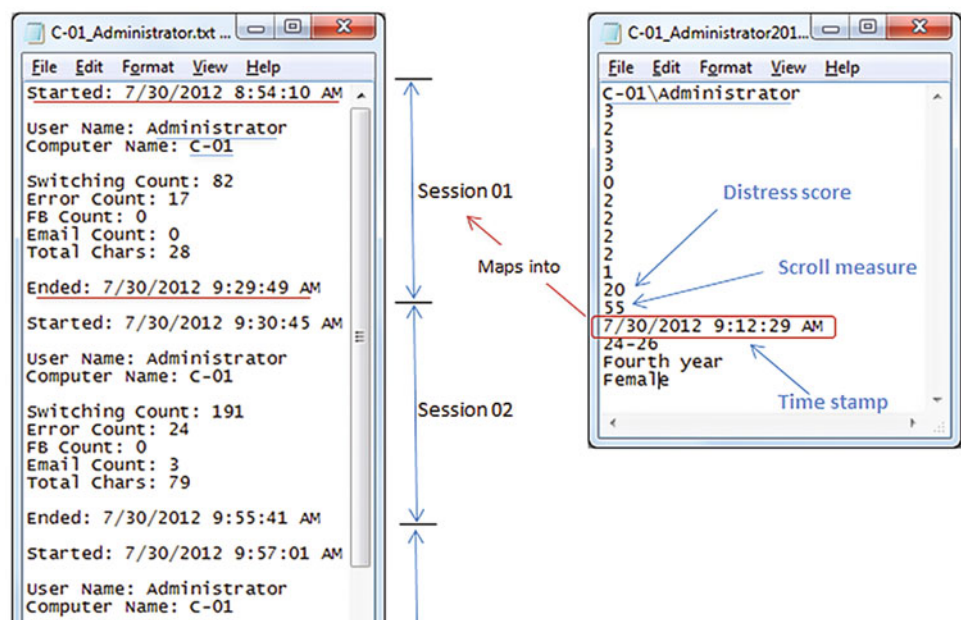 C-01_Administrator.txt ...
File Edit Format View Help
Started: 7/30/2012 8:54:10 AM
User Name: Administrator
Computer Name: C-01
Switching Count: 82
Error Count: 17
FB Count: 0
Email Count: 0
Total Chars: 28
Ended: 7/30/2012 9:29:49 AM
Started: 7/30/2012 9:30:45 AM
User Name: Administrator
Computer Name: C-01
Switching Count: 191
Error Count: 24
FB Count: 0
Email Count: 3
Total Chars: 79
Ended: 7/30/2012 9:55:41 AM
Started: 7/30/2012 9:57:01 AM
User Name: Administrator
Computer Name: C-01
Session 01
Maps into
Session 02
C-01_Administrator201...
File Edit Format View Help
C-01\Administrator
3
2
3
3
0
2
2
2
2
1
20
55
7/30/2012 9:12:29 AM
24-26
Fourth year
Female
Distress score
Scroll measure
Time stamp